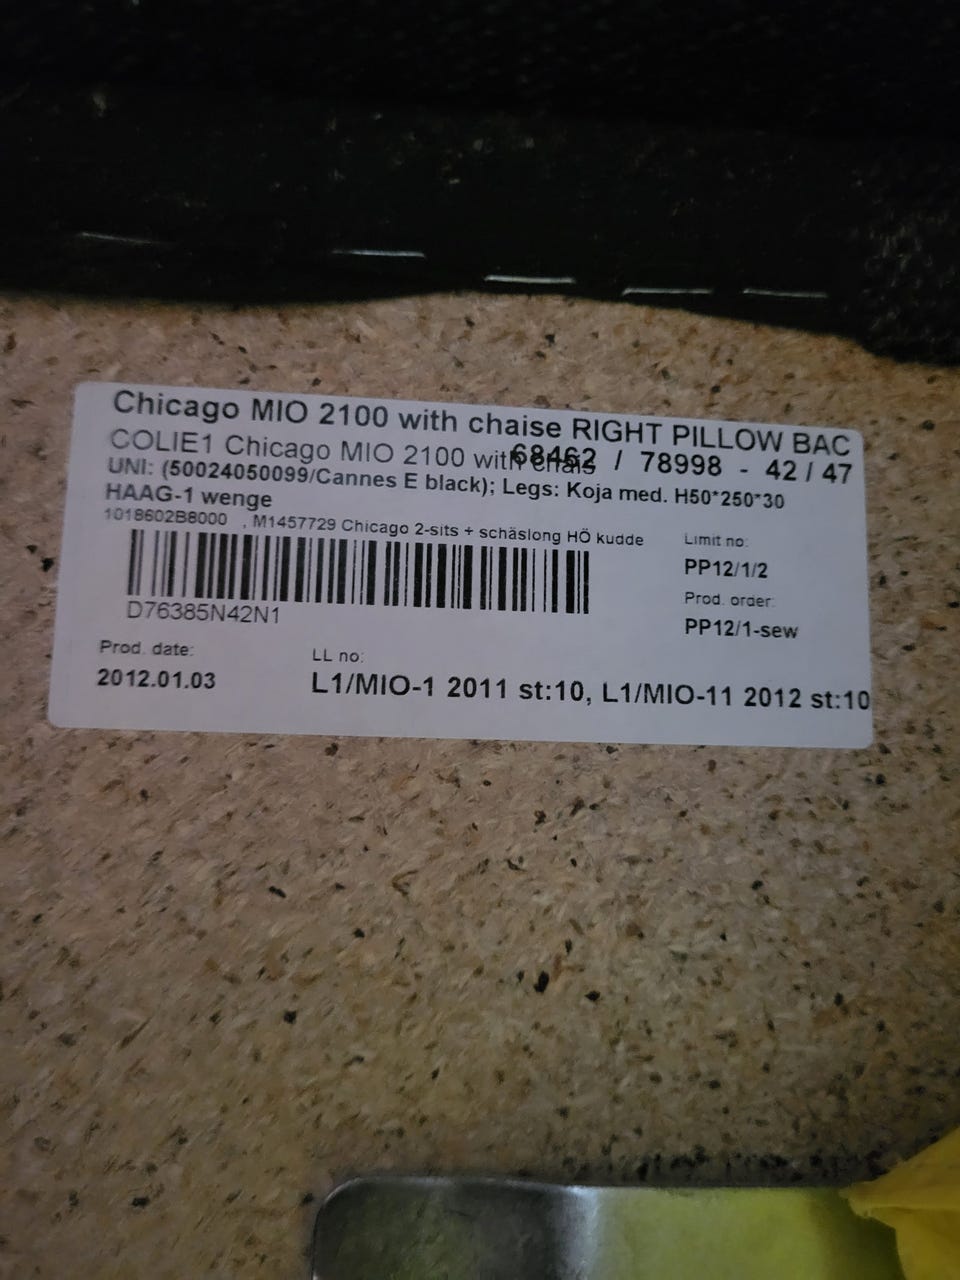 Chicago MIO 2100 with chaise RIGHT PILLOW BAC
COLIE1 Chicago MIO 2100 with chais
68462 / 78998 - 42 / 47
UNI: (50024050099/Cannes E black); Legs: Koja med. H50*250*30
HAAG-1 wenge
1018602B8000 , M1457729 Chicago 2-sits + schäslong HÖ kudde
Limit no:
PP12/1/2
Prod. order:
PP12/1-sew
D76385N42N1
Prod. date:
2012.01.03
LL no:
L1/MIO-1 2011 st:10, L1/MIO-11 2012 st:10